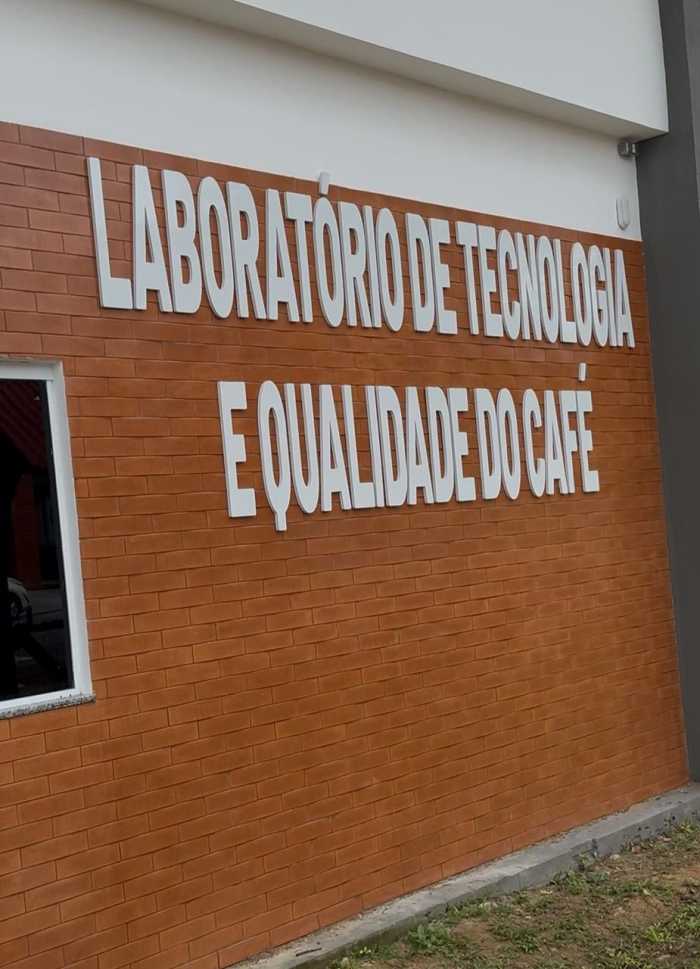 LABORATÓRIO DE TECNOLOGIA
E QUALIDADE DO CAFÉ